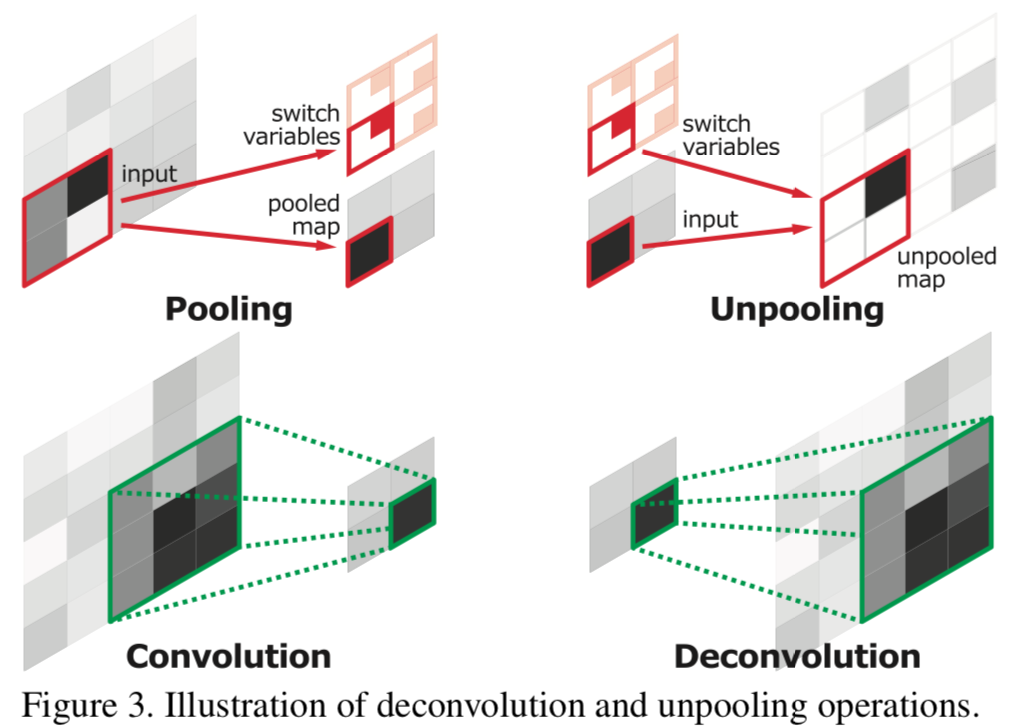 switch
variables
input
pooled
map
Pooling
switch
variables
input
unpooled
map
Unpooling
Convolution
Deconvolution
Figure 3. Illustration of deconvolution and unpooling operations.